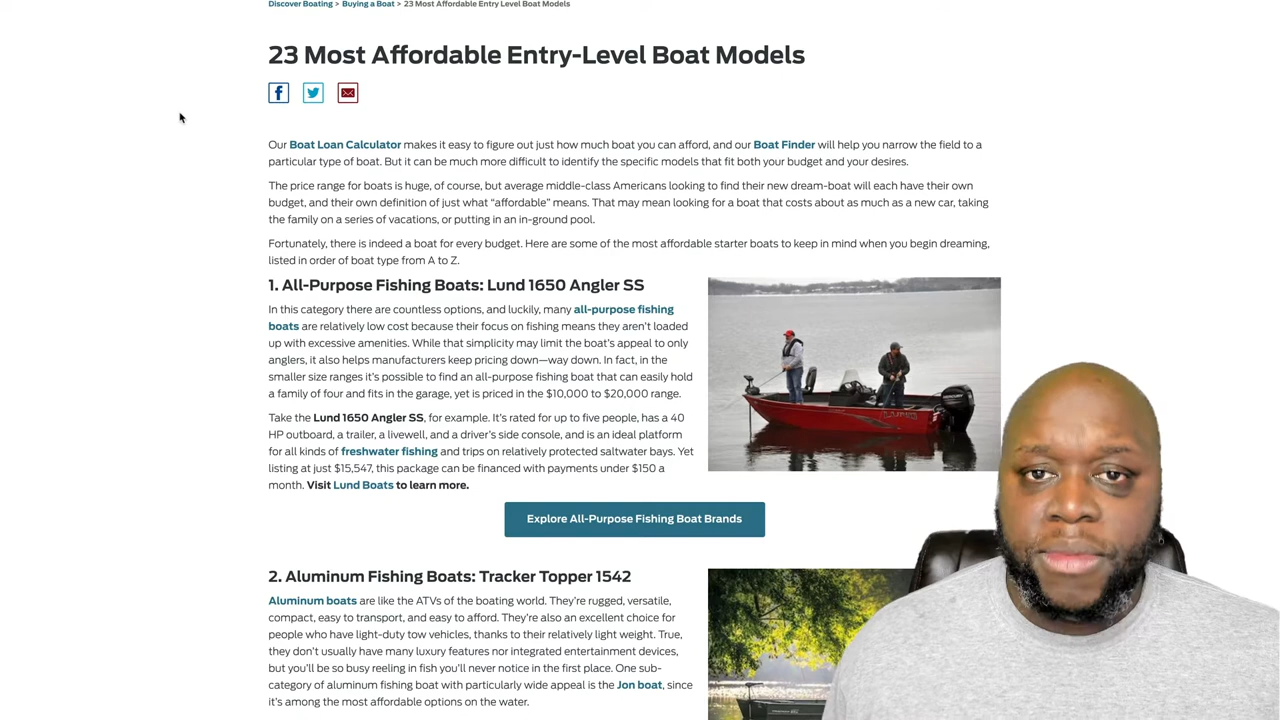 Discover Boating > Buying a Boat > 23 Most Affordable Entry Level Boat Models
23 Most Affordable Entry-Level Boat Models
Our Boat Loan Calculator makes it easy to figure out just how much boat you can afford, and our Boat Finder will help you narrow the field to a
particular type of boat. But it can be much more difficult to identify the specific models that fit both your budget and your desires.
The price range for boats is huge, of course, but average middle-class Americans looking to find their new dream-boat will each have their own
budget, and their own definition of just what “affordable” means. That may mean looking for a boat that costs about as much as a new car, taking
the family on a series of vacations, or putting in an in-ground pool.
Fortunately, there is indeed a boat for every budget. Here are some of the most affordable starter boats to keep in mind when you begin dreaming,
listed in order of boat type from A to Z.
1. All-Purpose Fishing Boats: Lund 1650 Angler SS
In this category there are countless options, and luckily, many all-purpose fishing
boats are relatively low cost because their focus on fishing means they aren’t loaded
up with excessive amenities. While that simplicity may limit the boat’s appeal to only
anglers, it also helps manufacturers keep pricing down—way down. In fact, in the
smaller size ranges it’s possible to find an all-purpose fishing boat that can easily hold
a family of four and fits in the garage, yet is priced in the $10,000 to $20,000 range.
Take the Lund 1650 Angler SS, for example. It’s rated for up to five people, has a 40
HP outboard, a trailer, a livewell, and a driver’s side console, and is an ideal platform
for all kinds of freshwater fishing and trips on relatively protected saltwater bays. Yet
listing at just $15,547, this package can be financed with payments under $150 a
month. Visit Lund Boats to learn more.
Explore All-Purpose Fishing Boat Brands
2. Aluminum Fishing Boats: Tracker Topper 1542
Aluminum boats are like the ATVs of the boating world. They’re rugged, versatile,
compact, easy to transport, and easy to afford. They’re also an excellent choice for
people who have light-duty tow vehicles, thanks to their relatively light weight. True,
they don’t usually have many luxury features nor integrated entertainment devices,
but you’ll be so busy reeling in fish you’ll never notice in the first place. One sub-
category of aluminum fishing boat with particularly wide appeal is the Jon boat, since
it’s among the most affordable options on the water.